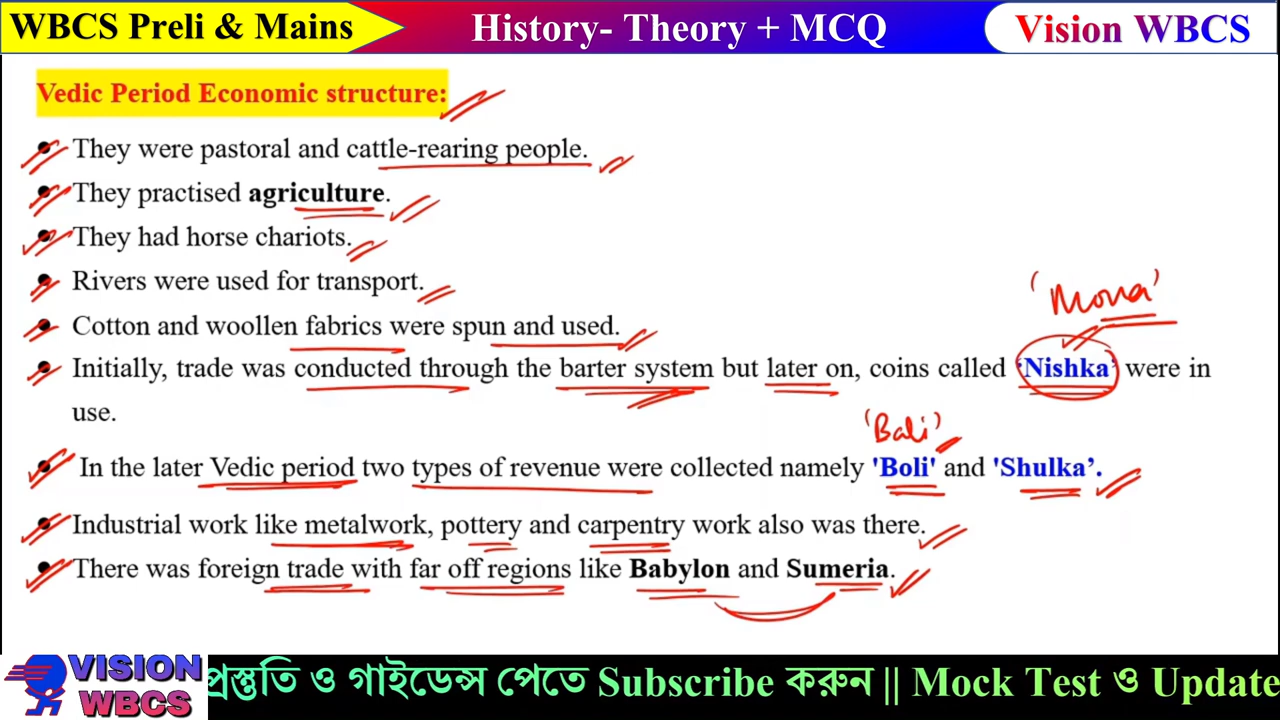 WBCS Preli & Mains
History- Theory + MCQ
Vision WBCS
Vedic Period Economic structure:
They were pastoral and cattle-rearing people.
They practised agriculture.
They had horse chariots.
Rivers were used for transport.
'Mona'
Cotton and woollen fabrics were spun and used.
Initially, trade was conducted through the barter system but later on, coins called 'Nishka' were in
use.
'Bali'
In the later Vedic period two types of revenue were collected namely 'Boli' and 'Shulka'.
Industrial work like metalwork, pottery and carpentry work also was there.
There was foreign trade with far off regions like Babylon and Sumeria.
VISION
WBCS
প্রস্তুতি ও গাইডেন্স পেতে Subscribe করুন || Mock Test ও Update